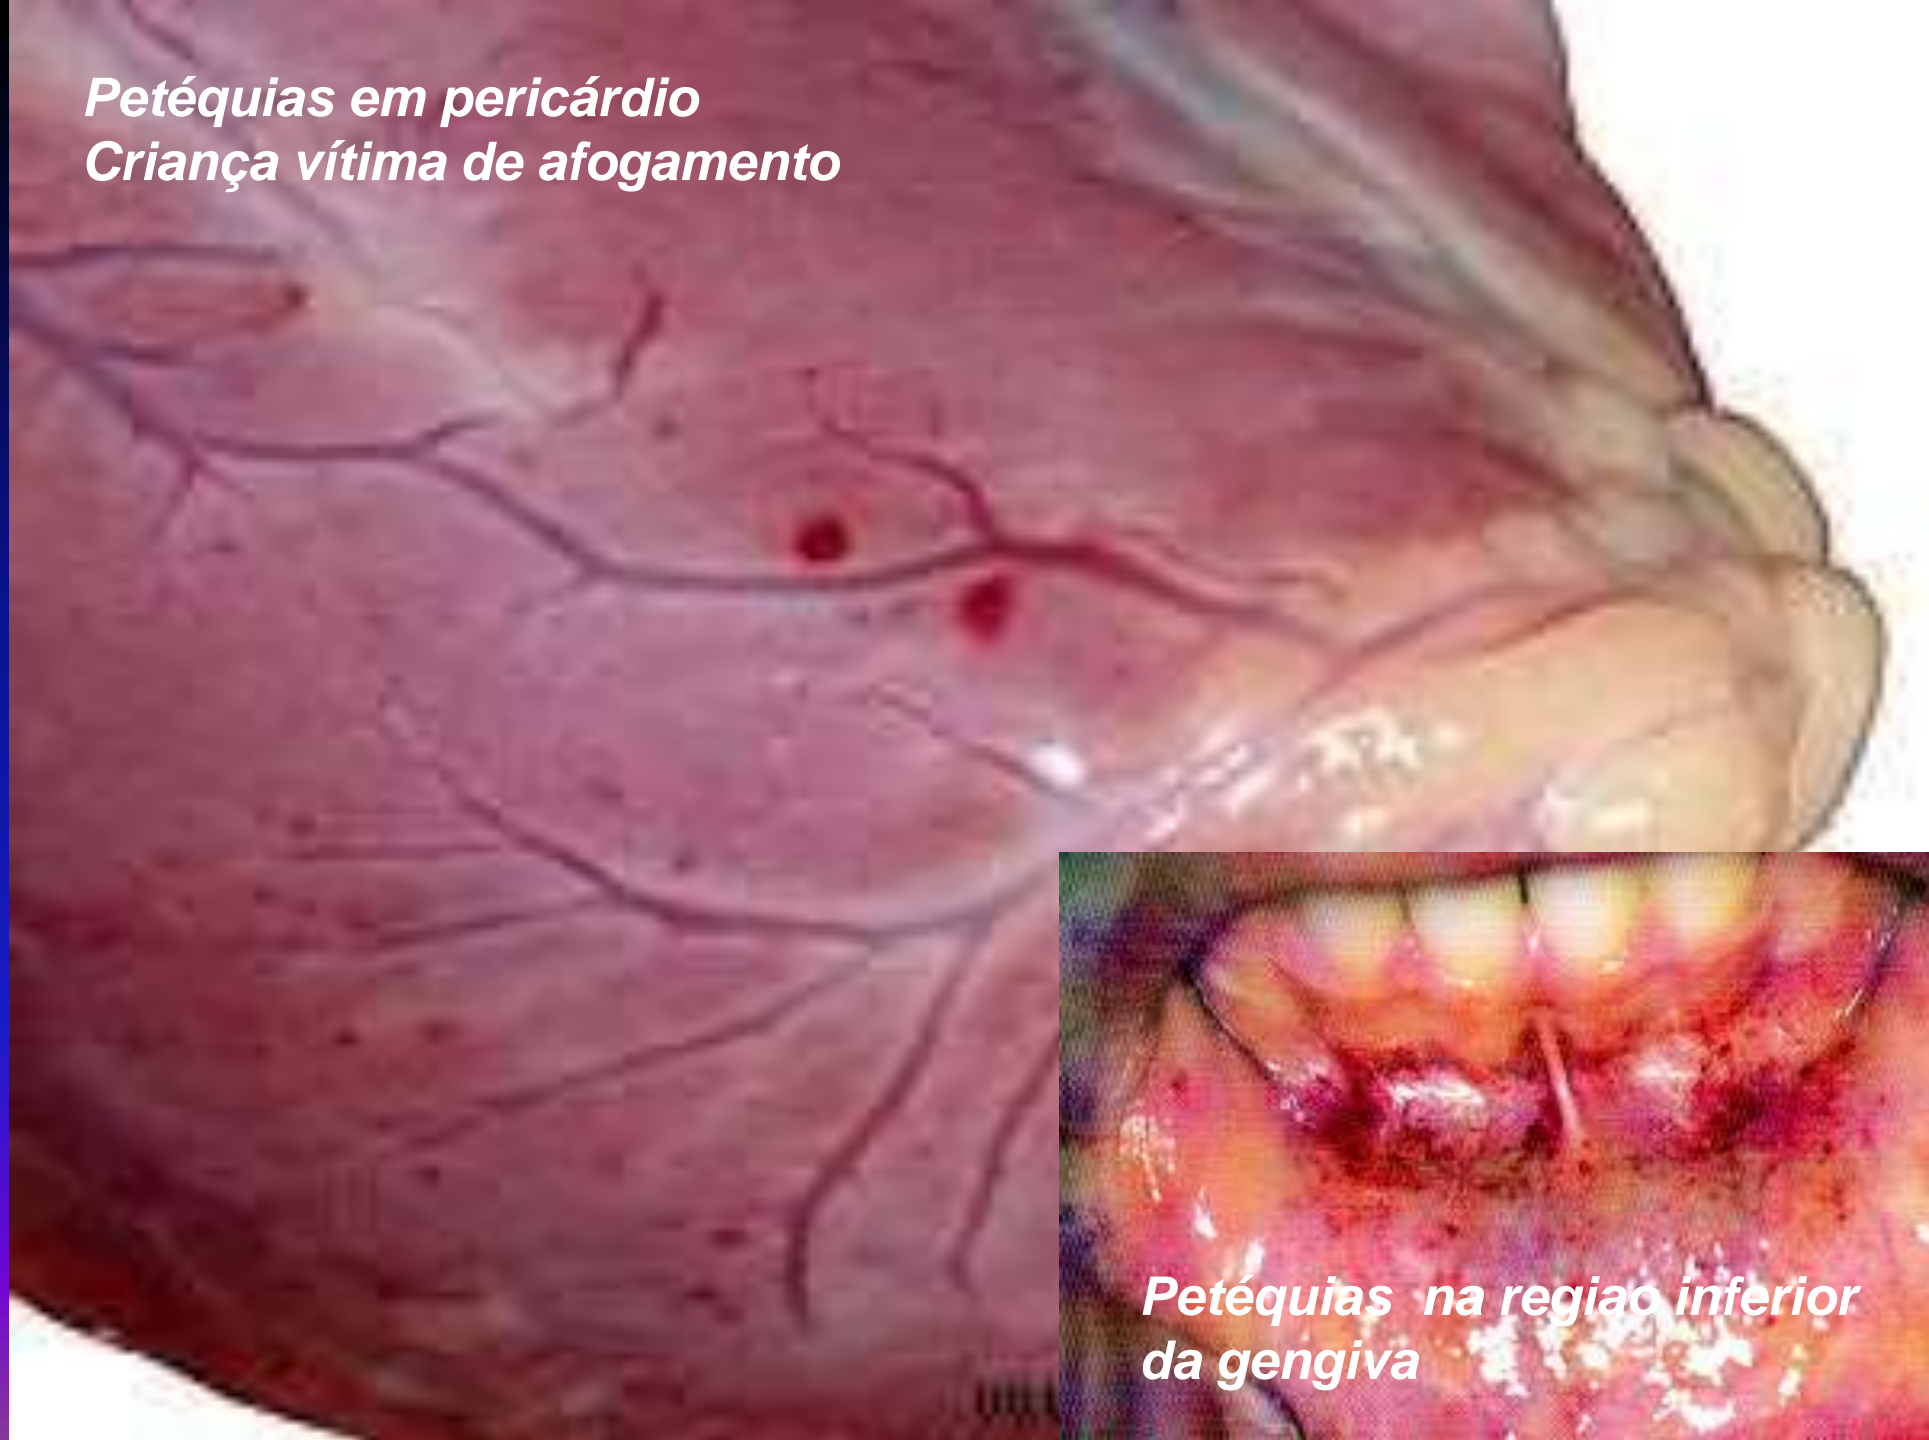 Petéquias em pericárdio
Criança vítima de afogamento
Petéquias  na regiao inferior
da gengiva